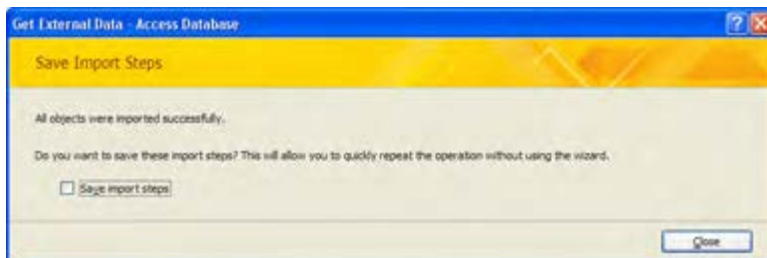 Get External Data - Access Database
Save Import Steps
All objects were imported successfully.
Do you want to save these import steps? This will allow you to quickly repeat the operation without using the wizard.
Save import steps
Close